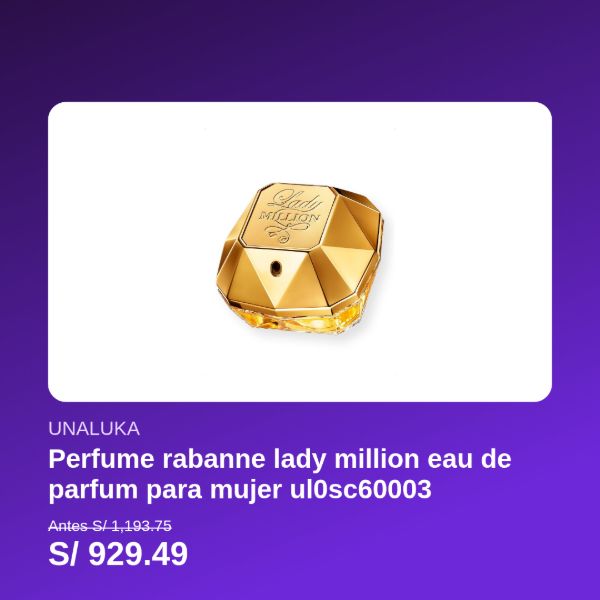 Lady
MILLION
UNALUKA
Perfume rabanne lady million eau de
parfum para mujer ul0sc60003
Antes S/ 1,193.75
S/ 929.49